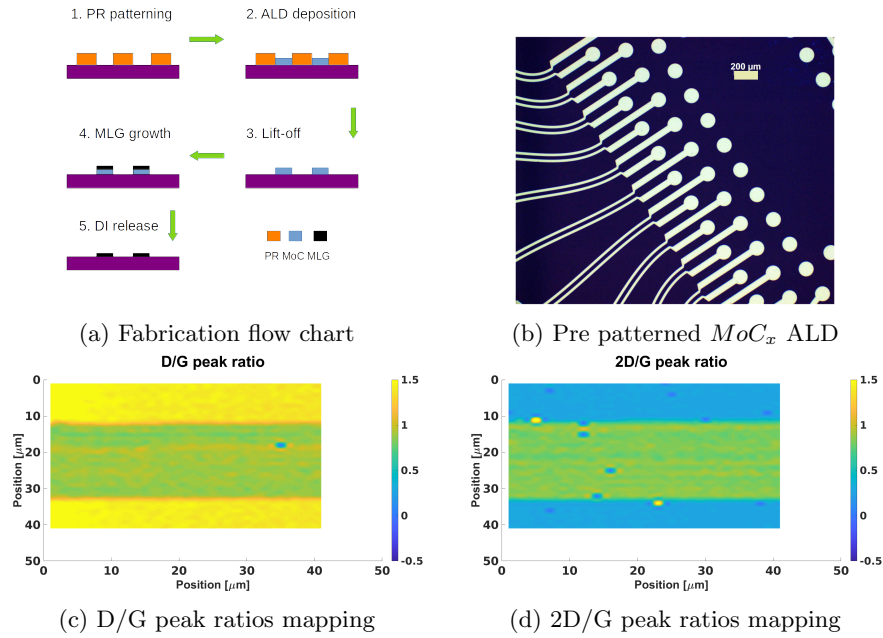 1. PR patterning
2. ALD deposition
4. MLG growth
3. Lift-off
5. DI release
PR MoC MLG
200 μm
(a) Fabrication flow chart
(b) Pre patterned MoCx ALD
D/G peak ratio
0
10
20
30
40
50
Position [μm]
0
10
20
30
40
50
Position [μm]
1.5
1
0.5
0
-0.5
2D/G peak ratio
0
10
20
30
40
50
Position [μm]
0
10
20
30
40
50
Position [μm]
1.5
1
0.5
0
-0.5
(c) D/G peak ratios mapping
(d) 2D/G peak ratios mapping